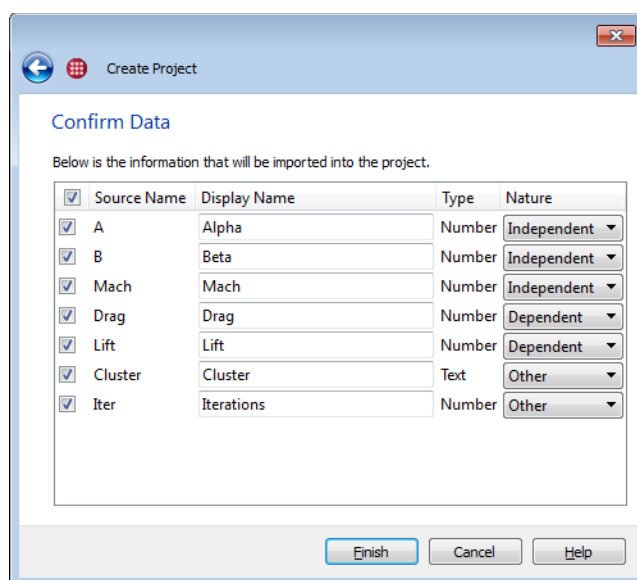 Create Project
Confirm Data
Below is the information that will be imported into the project.
Source Name Display Name Type Nature
A Alpha Number Independent
B Beta Number Independent
Mach Mach Number Independent
Drag Drag Number Dependent
Lift Lift Number Dependent
Cluster Cluster Text Other
Iter Iterations Number Other
Finish Cancel Help